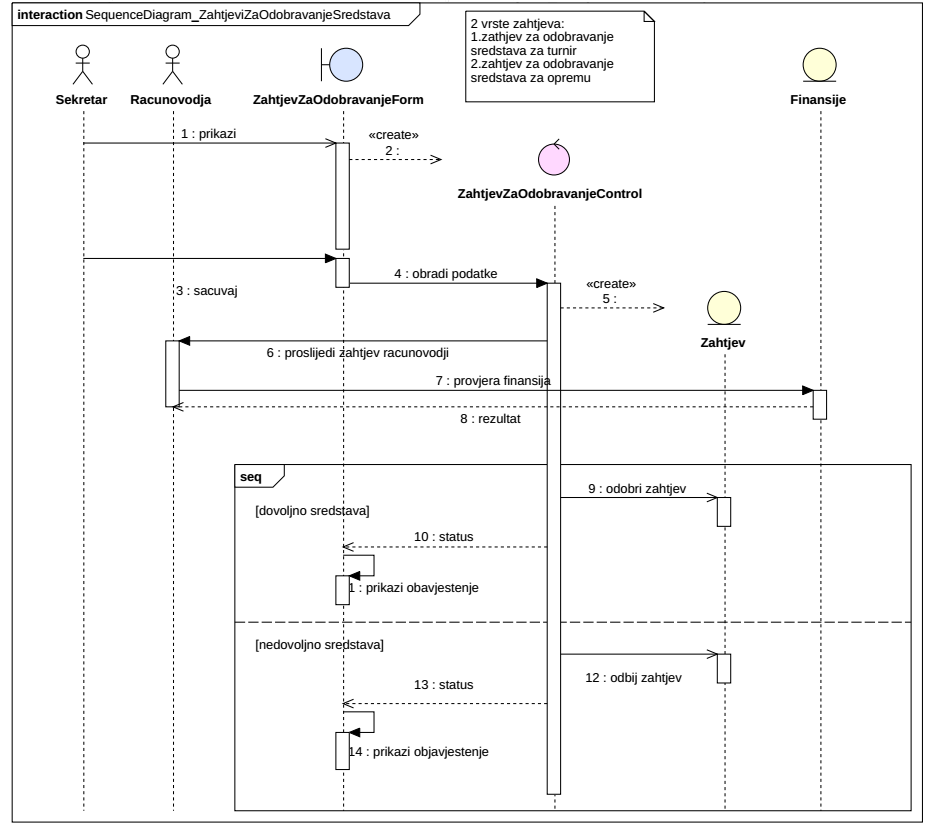 interaction SequenceDiagram_ZahtjeviZaOdobravanjeSredstava
2 vrste zahtjeva:
1.zathjev za odobravanje
sredstava za turnir
2.zahtjev za odobravanje
sredstava za opremu
Sekretar
Racunovodja
ZahtjevZaOdobravanjeForm
Finansije
1 : prikazi
«create»
2 :
ZahtjevZaOdobravanjeControl
3 : sacuvaj
4 : obradi podatke
«create»
5 :
Zahtjev
6 : proslijedi zahtjev racunovodji
7 : provjera finansija
8 : rezultat
seq
9 : odobri zahtjev
[dovoljno sredstava]
10 : status
1 : prikazi obavjestenje
[nedovoljno sredstava]
12 : odbij zahtjev
13 : status
14 : prikazi objavjestenje